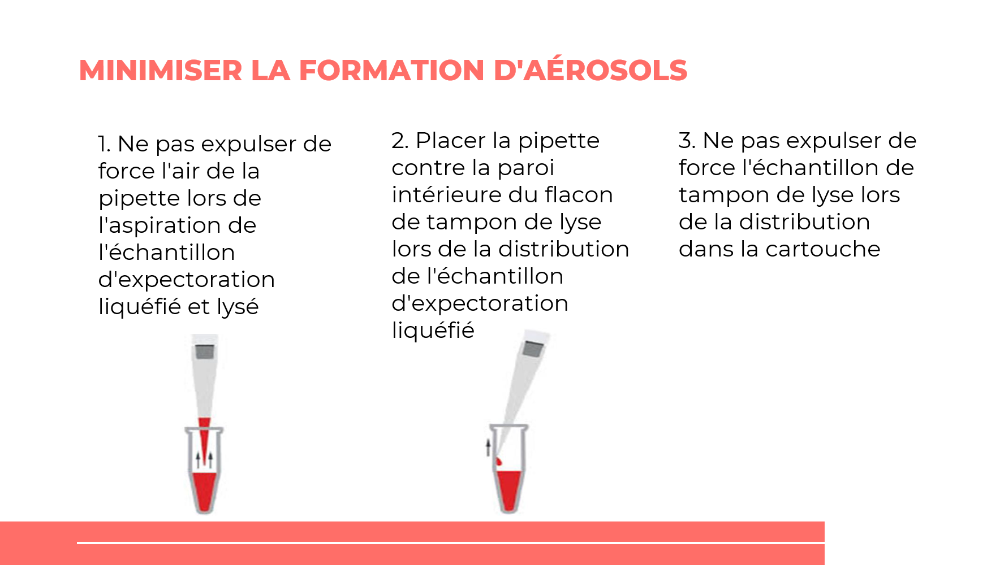 MINIMISER LA FORMATION D'AÉROSOLS
1. Ne pas expulser de
force l'air de la
pipette lors de
l'aspiration de
l'échantillon
d'expectoration
liquéfié et lysé
2. Placer la pipette
contre la paroi
intérieure du flacon
de tampon de lyse
lors de la distribution
de l'échantillon
d'expectoration
liquéfié
3. Ne pas expulser de
force l'échantillon de
tampon de lyse lors
de la distribution
dans la cartouche